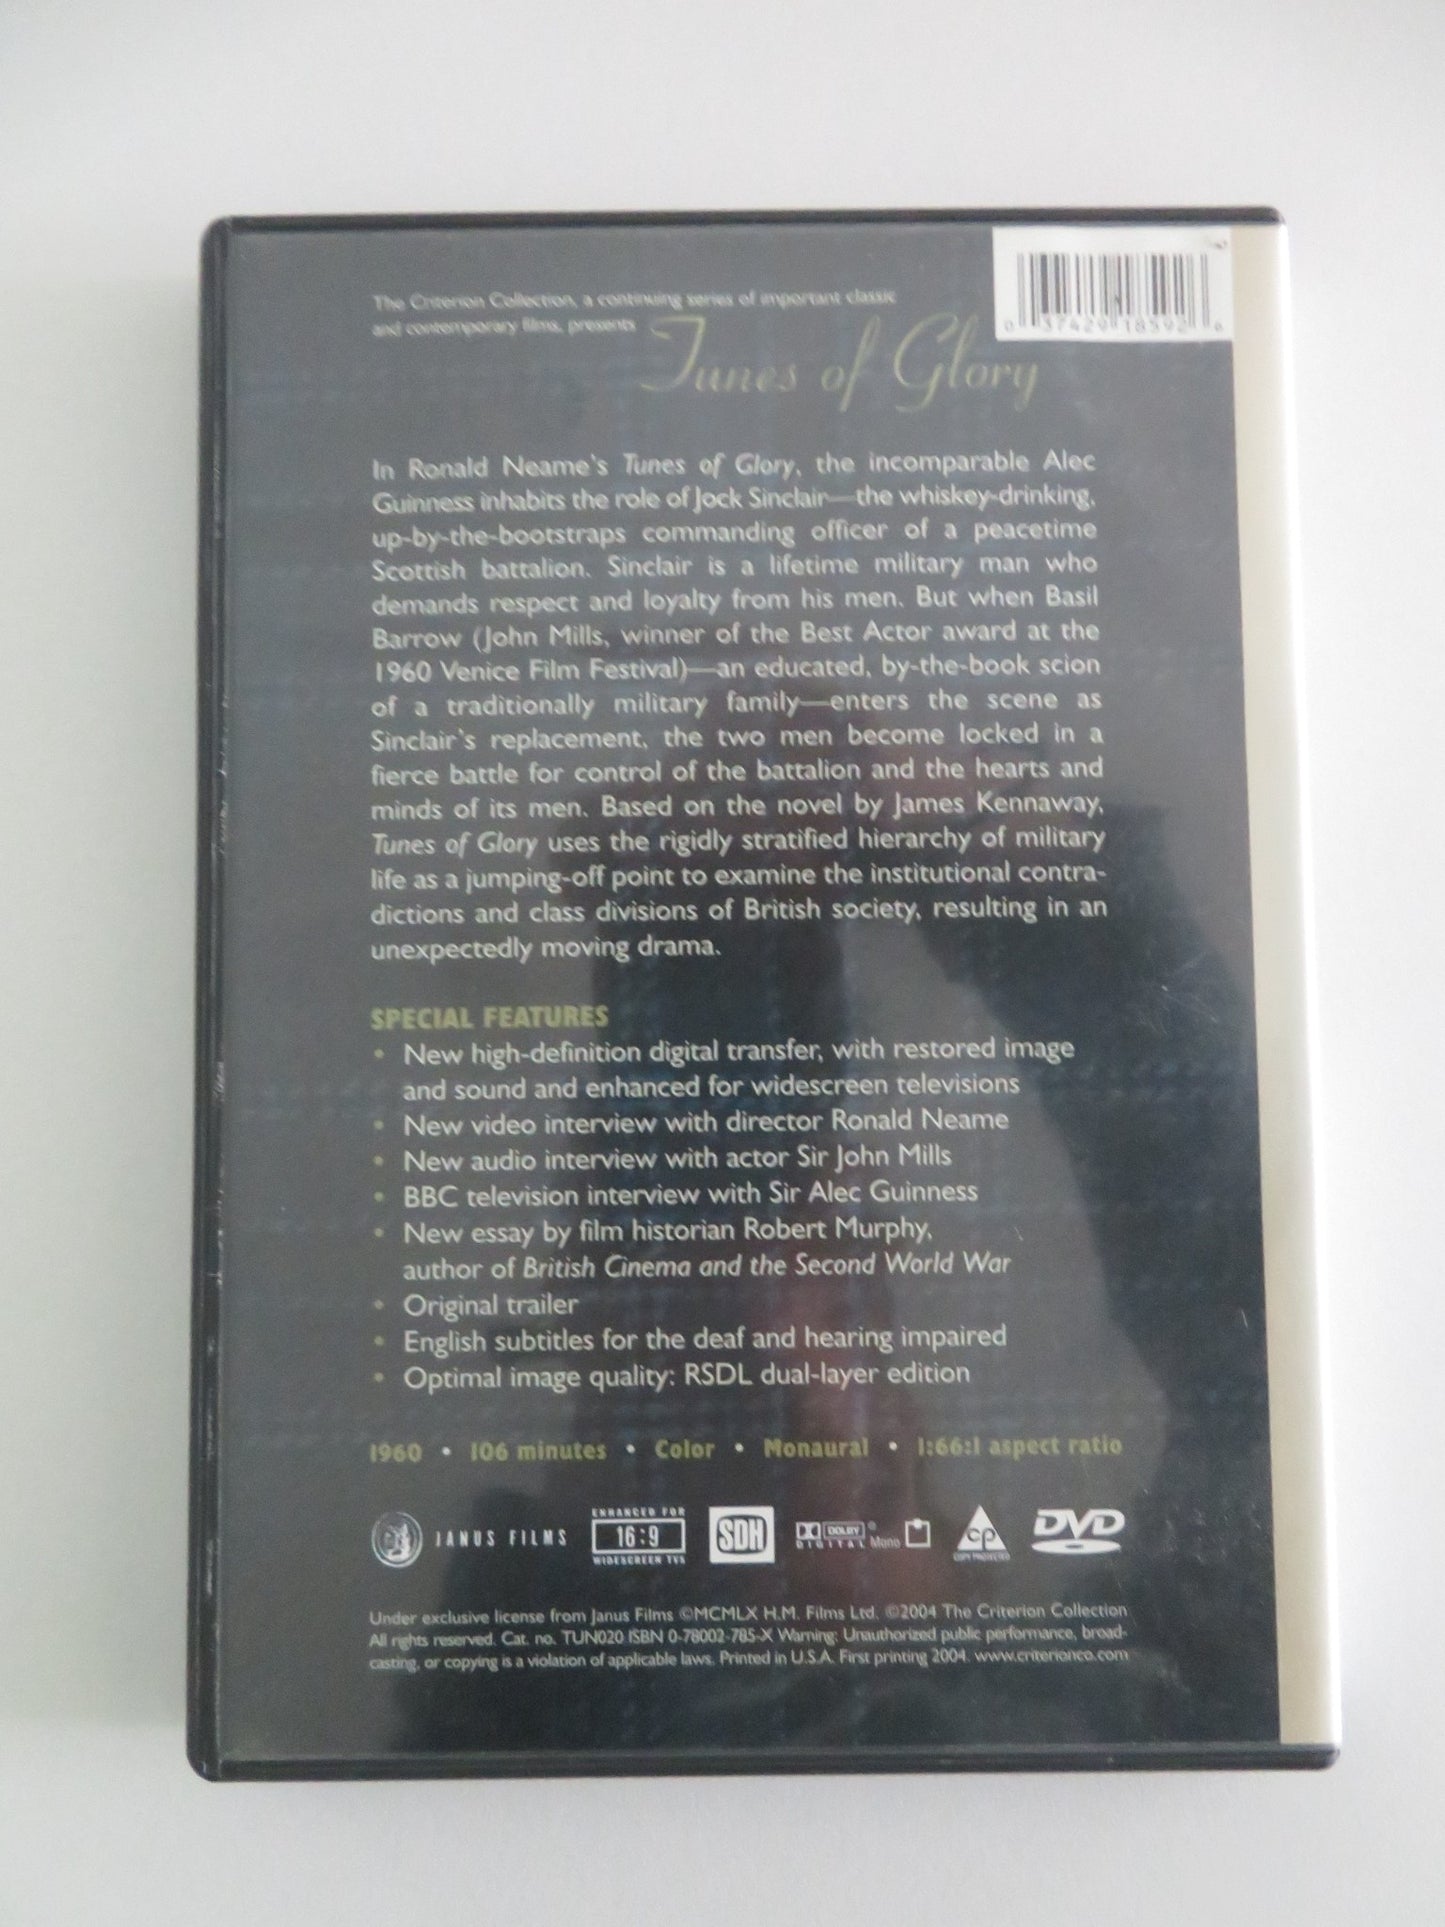 The Criterion Collection, a continuing series of important classic
and contemporary films, presents
Tunes of Glory
0 37429 18592 6
In Ronald Neame's Tunes of Glory, the incomparable Alec
Guinness inhabits the role of Jock Sinclair—the whiskey-drinking,
up-by-the-bootstraps commanding officer of a peacetime
Scottish battalion. Sinclair is a lifetime military man who
demands respect and loyalty from his men. But when Basil
Barrow (John Mills, winner of the Best Actor award at the
1960 Venice Film Festival)—an educated, by-the-book scion
of a traditionally military family—enters the scene as
Sinclair's replacement, the two men become locked in a
fierce battle for control of the battalion and the hearts and
minds of its men. Based on the novel by James Kennaway,
Tunes of Glory uses the rigidly stratified hierarchy of military
life as a jumping-off point to examine the institutional contra-
dictions and class divisions of British society, resulting in an
unexpectedly moving drama.
SPECIAL FEATURES
• New high-definition digital transfer, with restored image
and sound and enhanced for widescreen televisions
• New video interview with director Ronald Neame
• New audio interview with actor Sir John Mills
• BBC television interview with Sir Alec Guinness
• New essay by film historian Robert Murphy,
author of British Cinema and the Second World War
• Original trailer
• English subtitles for the deaf and hearing impaired
• Optimal image quality: RSDL dual-layer edition
1960 • 106 minutes • Color • Monaural • 1:66:1 aspect ratio
JANUS FILMS
ENHANCED FOR
16:9
WIDESCREEN TVS
SDH
DOLBY
DIGITAL Mono
CP
COPY PROTECTED
DVD
Under exclusive license from Janus Films ©MCMLX H.M. Films Ltd. ©2004 The Criterion Collection
All rights reserved. Cat. no. TUN020 ISBN 0-78002-785-X Warning: Unauthorized public performance, broad-
casting, or copying is a violation of applicable laws. Printed in U.S.A. First printing 2004. www.criterionco.com